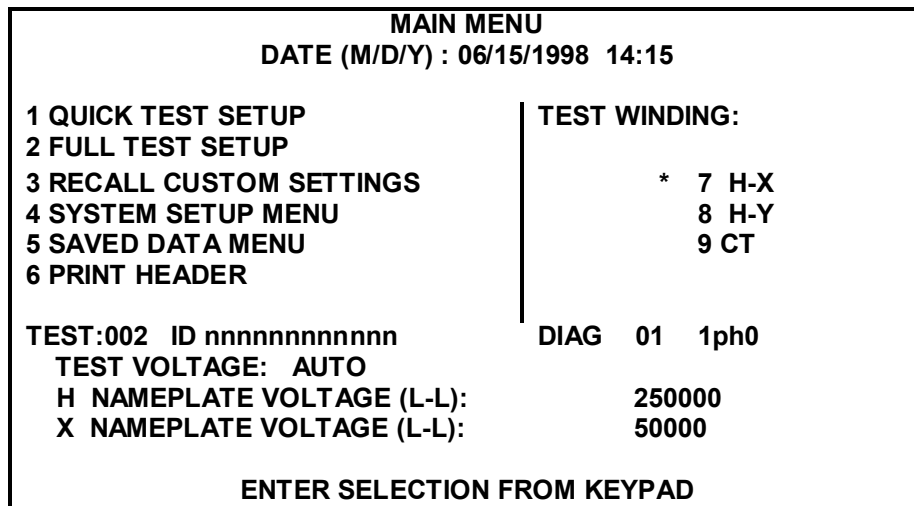 MAIN MENU
DATE (M/D/Y) : 06/15/1998 14:15
1 QUICK TEST SETUP
2 FULL TEST SETUP
3 RECALL CUSTOM SETTINGS
4 SYSTEM SETUP MENU
5 SAVED DATA MENU
6 PRINT HEADER
TEST WINDING:
* 7 H-X
8 H-Y
9 CT
TEST:002 ID nnnnnnnnnnnn DIAG 01 1ph0
TEST VOLTAGE: AUTO
H NAMEPLATE VOLTAGE (L-L): 250000
X NAMEPLATE VOLTAGE (L-L): 50000
ENTER SELECTION FROM KEYPAD